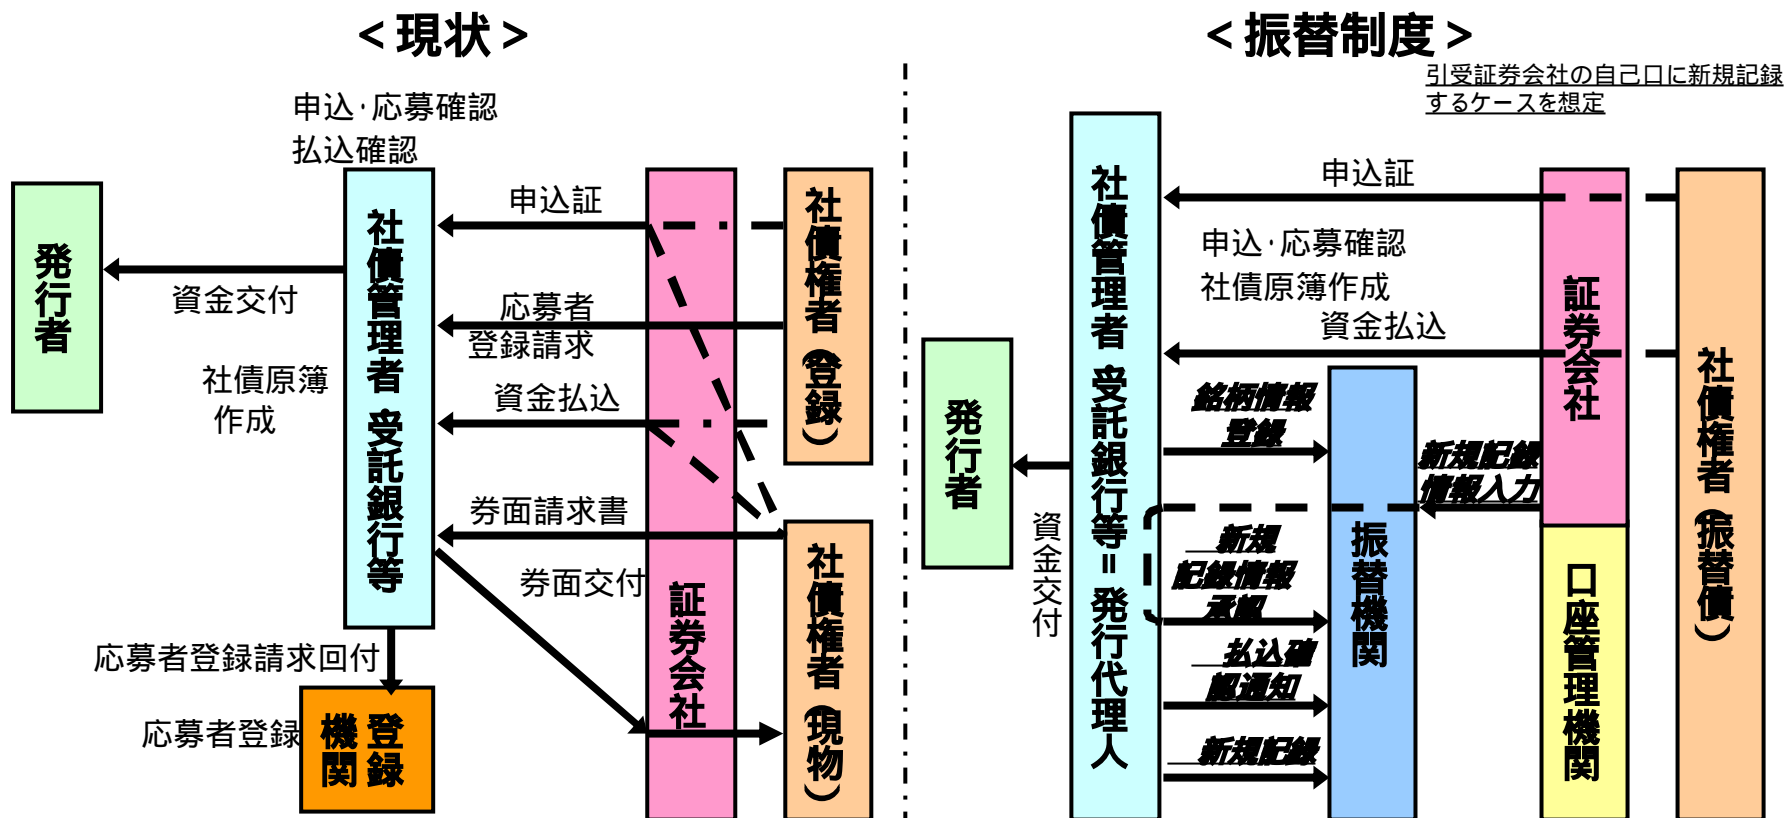 <現状>
申込・応募確認
払込確認
発行者
資金交付
社債原簿
作成
社債管理者 受託銀行等
申込証
応募者
登録請求
資金払込
券面請求書
券面交付
証券会社
社債権者(登録)
社債権者(現物)
応募者登録請求回付
応募者登録
登録
機関
<振替制度>
引受証券会社の自己口に新規記録
するケースを想定
発行者
資金交付
社債管理者 受託銀行等=発行代理人
申込証
申込・応募確認
社債原簿作成
資金払込
銘柄情報
登録
新規記録
情報入力
新規
記録情報
承認
払込確
認通知
新規記録
振替機関
証券会社
口座管理機関
社債権者(振替債)